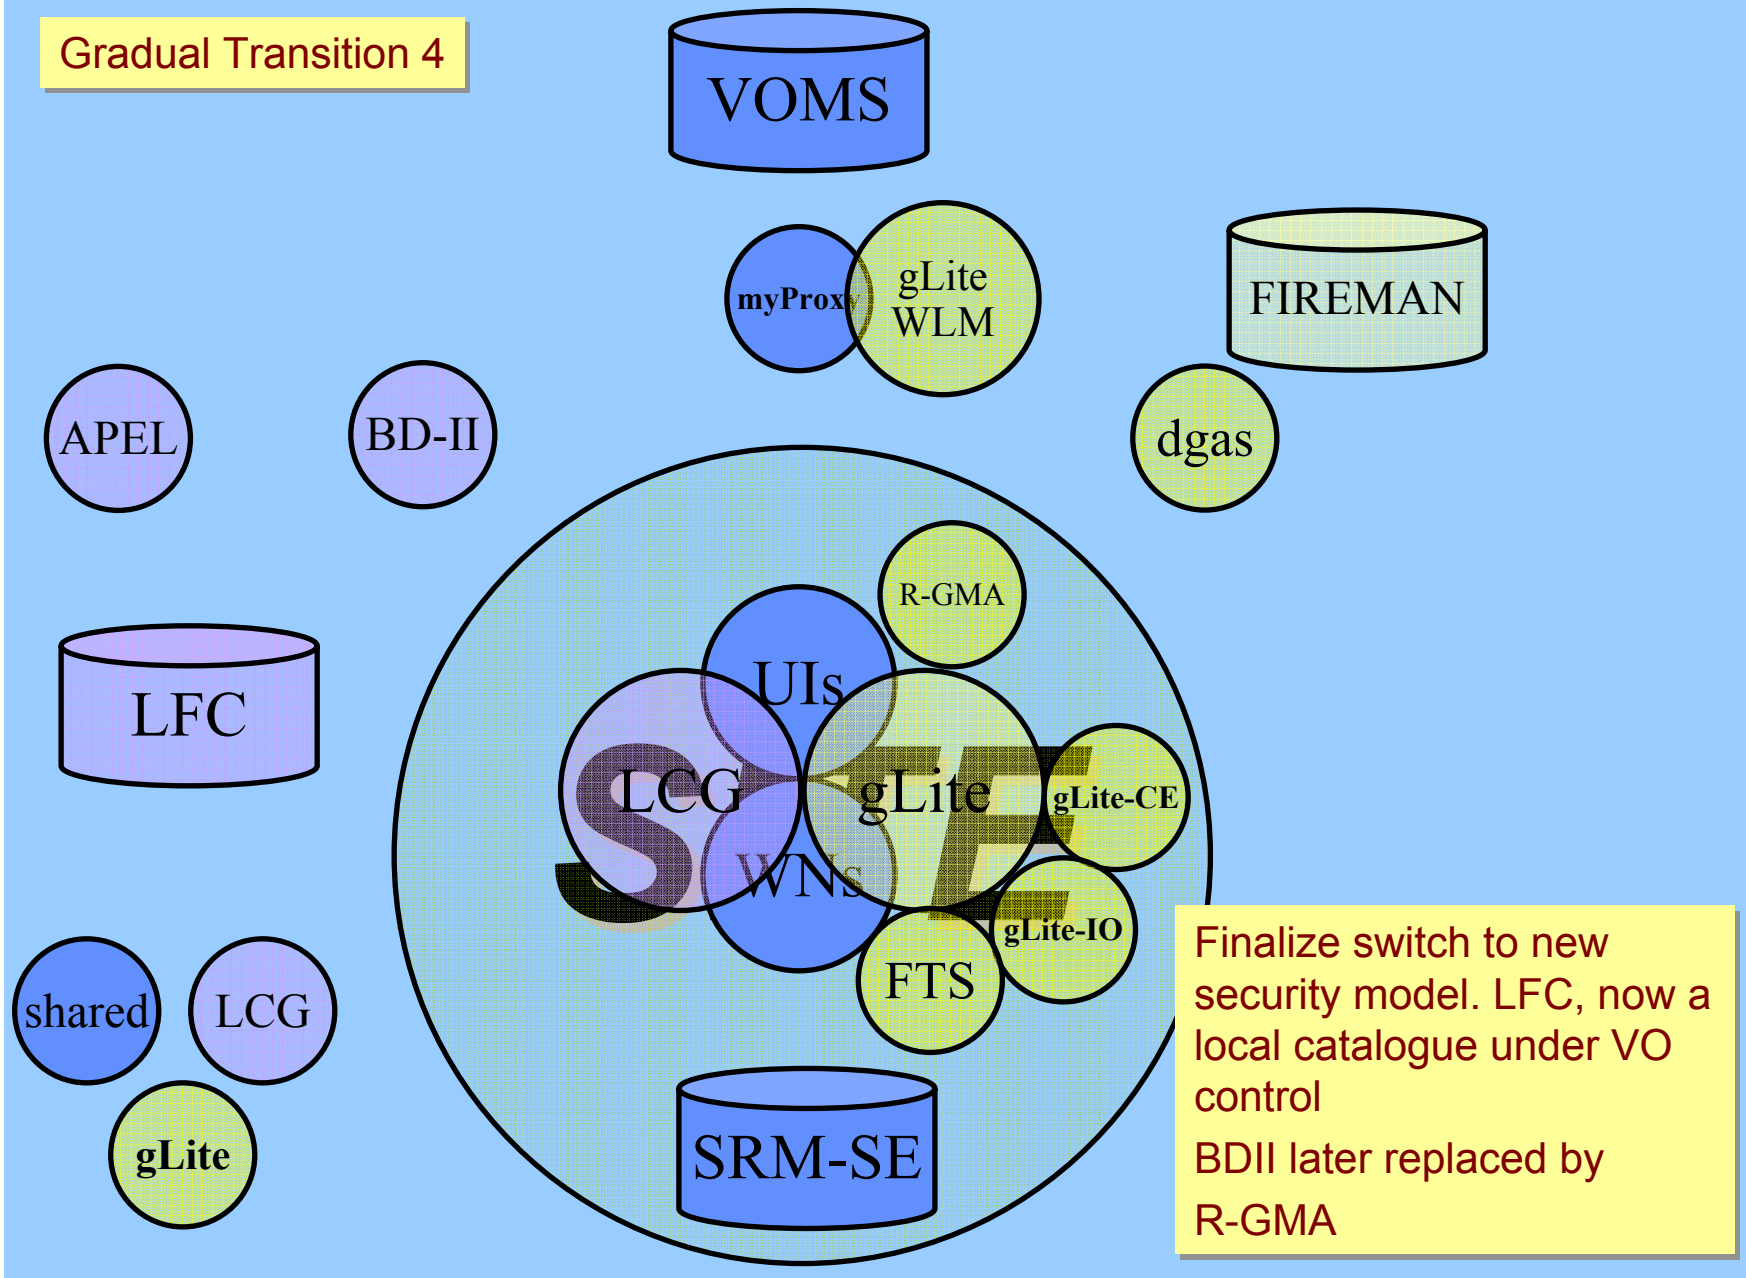 Gradual Transition 4
VOMS
myProxy
gLite
WLM
FIREMAN
APEL
BD-II
dgas
R-GMA
UIs
LFC
SITE
LCG
gLite
gLite-CE
WNs
gLite-IO
FTS
shared
LCG
gLite
SRM-SE
Finalize switch to new
security model. LFC, now a
local catalogue under VO
control
BDII later replaced by
R-GMA